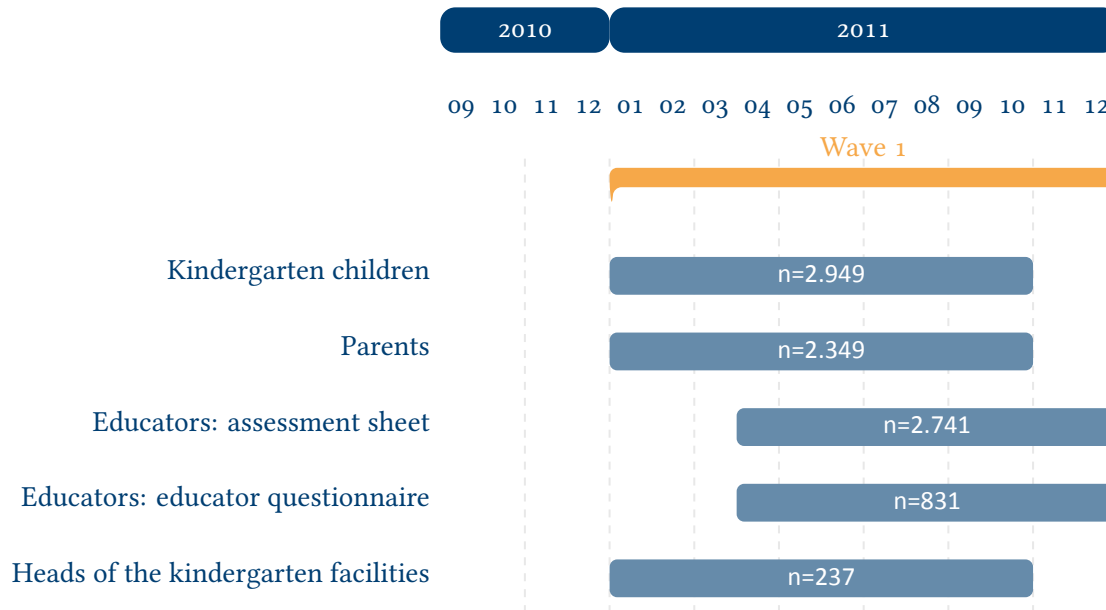 2010 2011
09 10 11 12 01 02 03 04 05 06 07 08 09 10 11 12
Wave 1
Kindergarten children n=2.949
Parents n=2.349
Educators: assessment sheet n=2.741
Educators: educator questionnaire n=831
Heads of the kindergarten facilities n=237